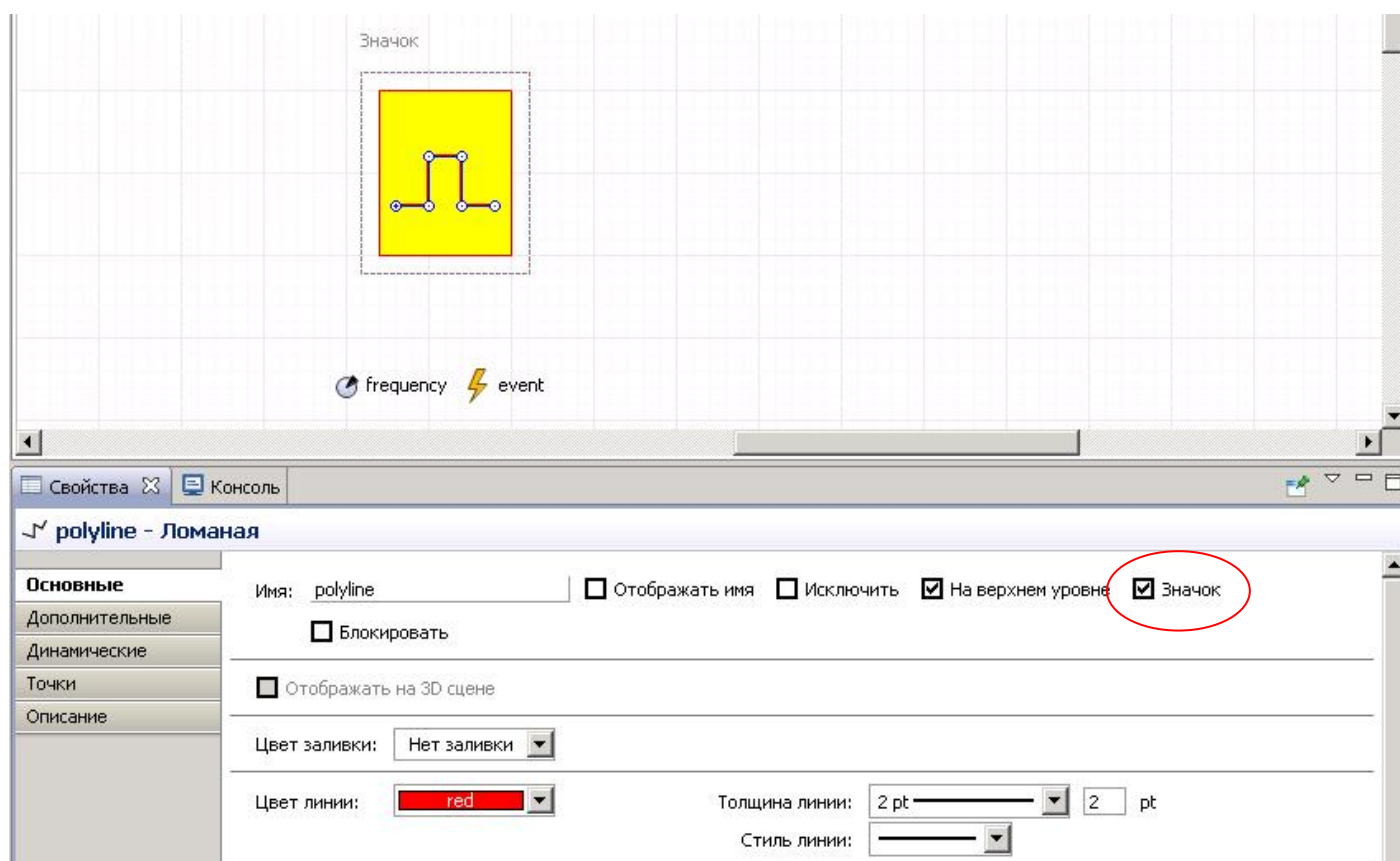 Значок
frequency event
Свойства Консоль
polyline - Ломаная
Основные
Имя: polyline Отображать имя Исключить На верхнем уровне Значок
Дополнительные
Блокировать
Динамические
Точки
Отображать на 3D сцене
Описание
Цвет заливки: Нет заливки
Цвет линии: red Толщина линии: 2 pt 2 pt
Стиль линии: